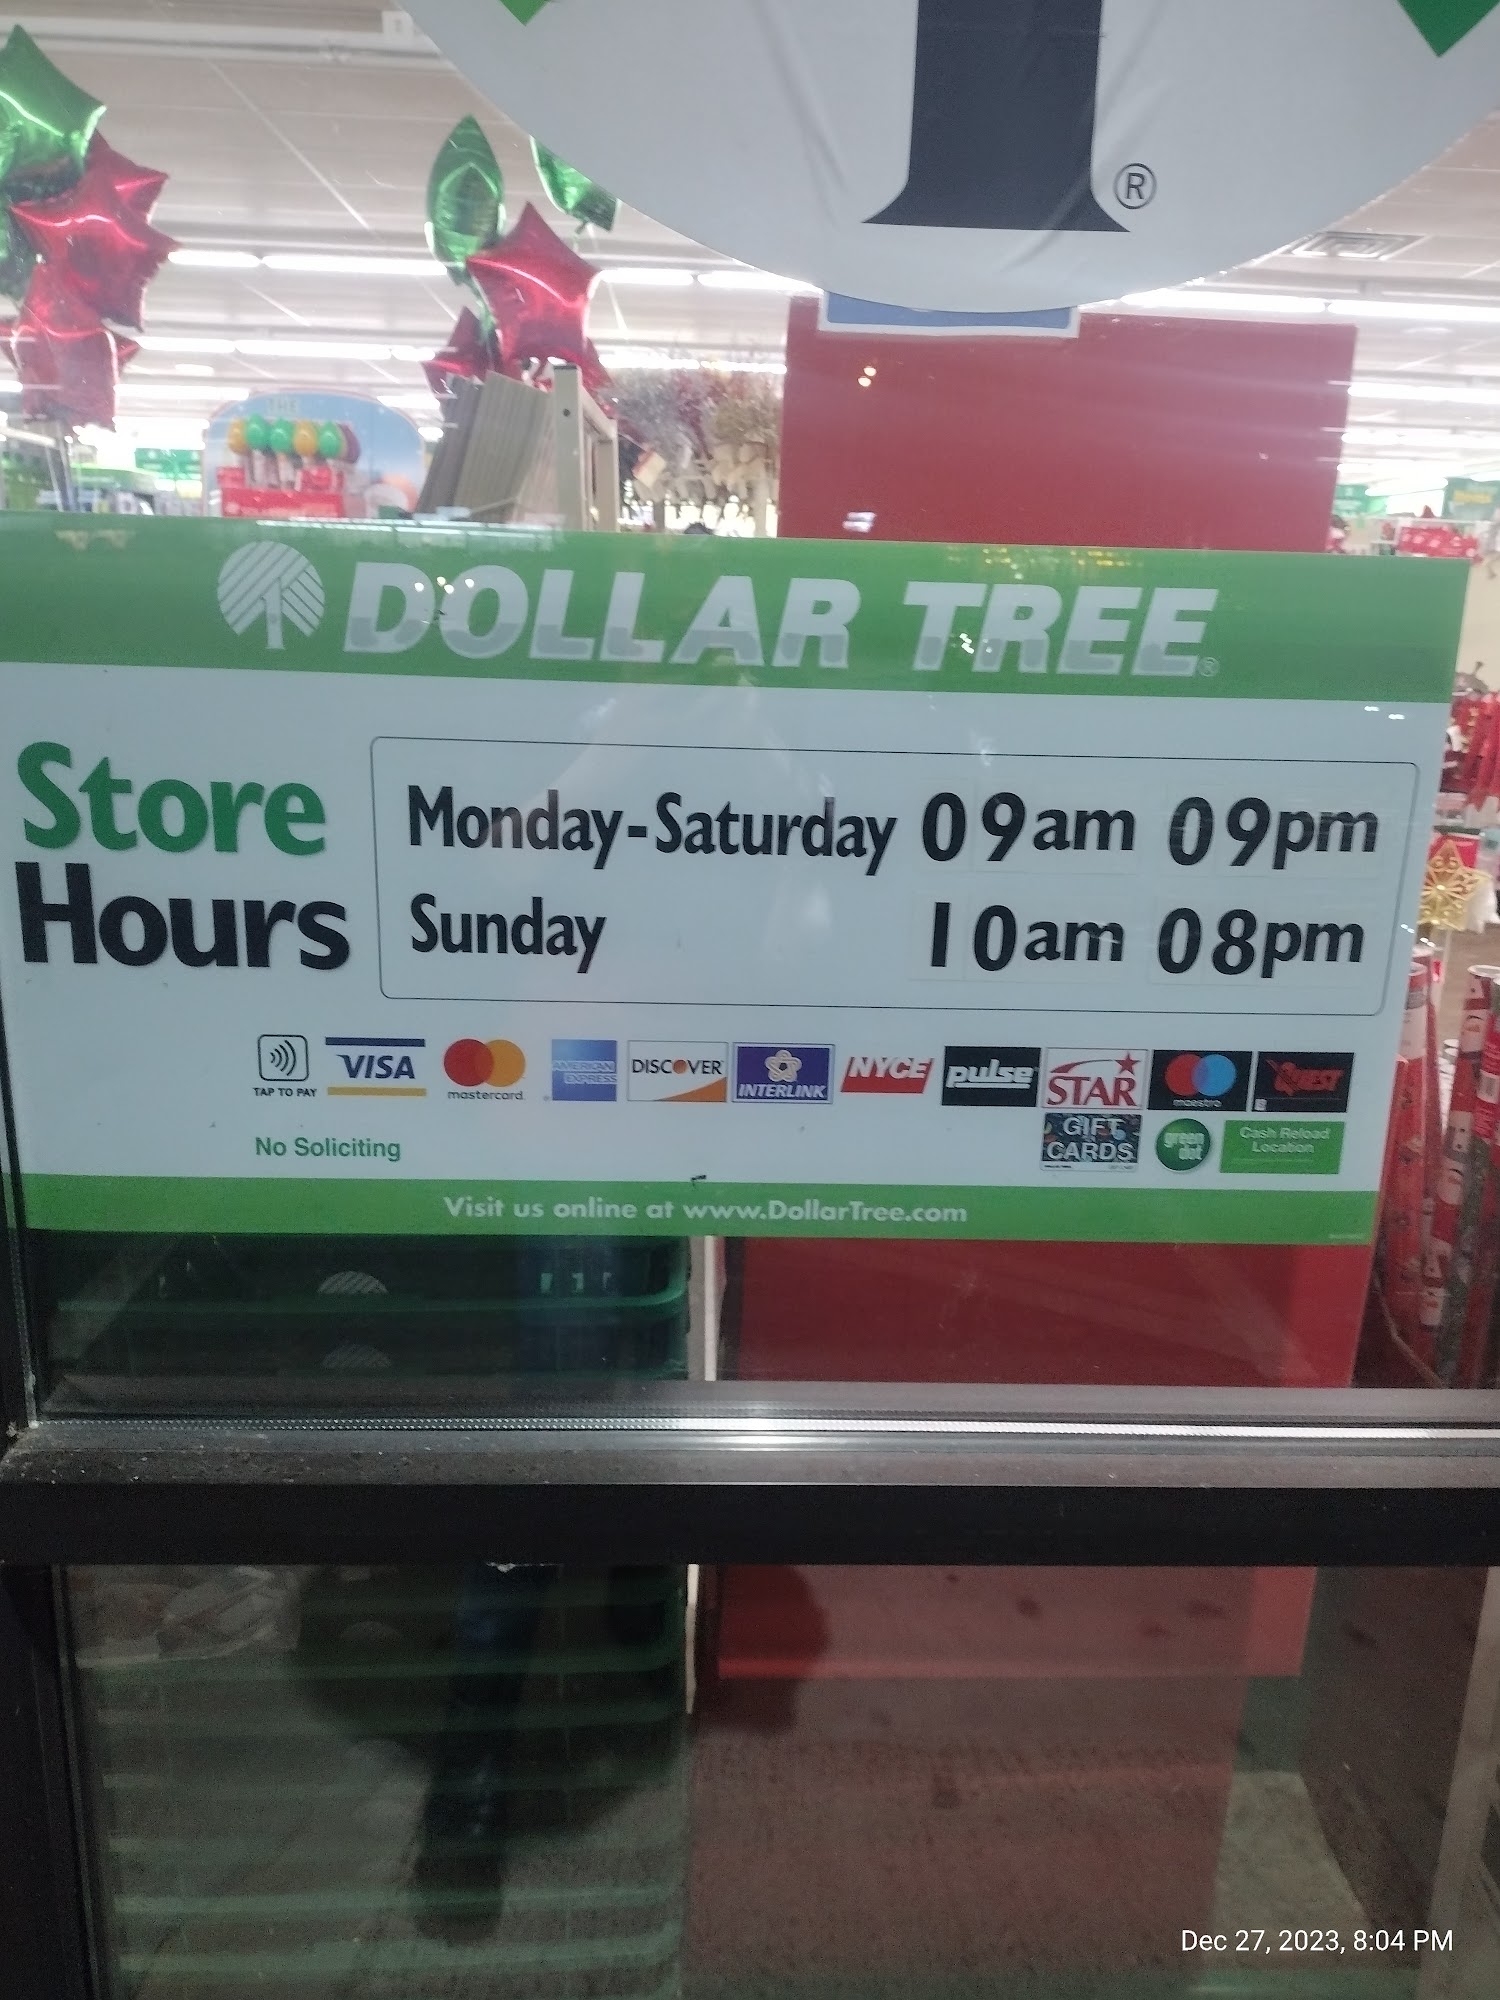 ®
THE
DOLLAR TREE®
Store Hours
Monday-Saturday 09am 09pm
Sunday 10am 08pm
TAP TO PAY VISA mastercard AMERICAN EXPRESS DISCOVER INTERLINK NYCE pulse STAR maestro QUEST
GIFT CARDS green dot Cash Reload Location
No Soliciting
Visit us online at www.DollarTree.com
Dec 27, 2023, 8:04 PM